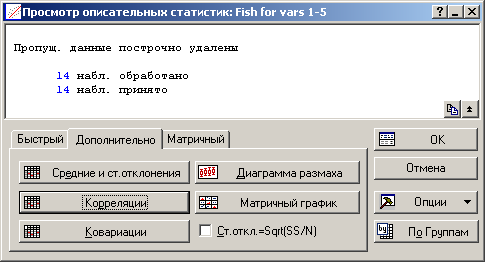 Просмотр описательных статистик: Fish for vars 1-5
Пропущ. данные построчно удалены
14 набл. обработано
14 набл. принято
Быстрый Дополнительно Матричный
Средние и ст.отклонения Диаграмма размаха
Корреляции Матричный график
Ковариации Ст.откл.=Sqrt(SS/N)
OK
Отмена
Опции
По Группам